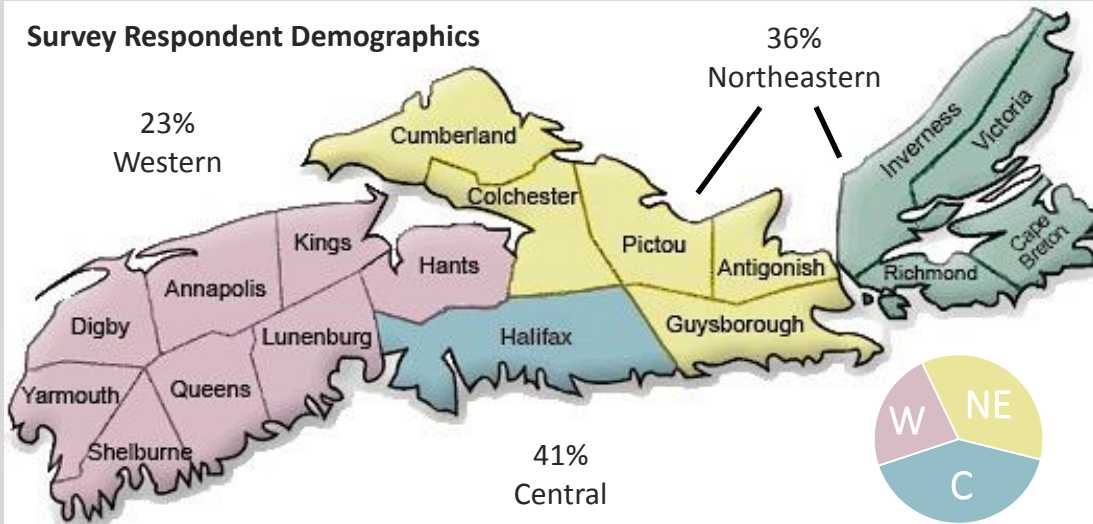 Survey Respondent Demographics
36%
Northeastern
23%
Western
Cumberland
Colchester
Pictou
Antigonish
Guysborough
Inverness
Victoria
Cape
Breton
Richmond
Kings
Hants
Annapolis
Digby
Lunenburg
Halifax
Yarmouth
Queens
Shelburne
41%
Central
W
NE
C